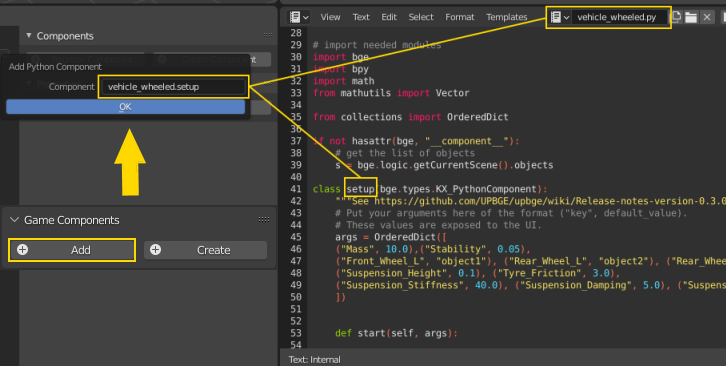 Components
Add Python Component
Component
vehicle_wheeled.setup
OK
Game Components
Add
Create
View Text Edit Select Format Templates
vehicle_wheeled.py
28
29 # import needed modules
30 import bge
31 import bpy
32 import math
33 from mathutils import Vector
34
35 from collections import OrderedDict
36
37 if not hasattr(bge, "__component__"):
38 # get the list of objects
39 s = bge.logic.getCurrentScene().objects
40
41 class setup bge.types.KX_PythonComponent):
42 """See https://github.com/UPBGE/upbge/wiki/Release-notes-version-0.3.0
43 # Put your arguments here of the format ("key", default_value).
44 # These values are exposed to the UI.
45 args = OrderedDict([
46 ("Mass", 10.0),("Stability", 0.05),
47 ("Front_Wheel_L", "object1"), ("Rear_Wheel_L", "object2"), ("Rear_Whee
48 ("Suspension_Height", 0.1), ("Tyre_Friction", 3.0),
49 ("Suspension_Stiffness", 40.0), ("Suspension_Damping", 5.0), ("Suspens
50 ])
51
52
53 def start(self, args):
54
Text: Internal